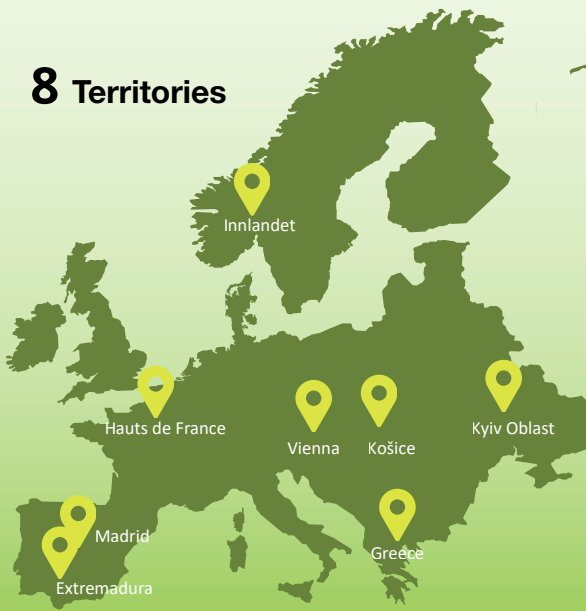 8 Territories
Innlandet
Hauts de France
Vienna
Košice
Kyiv Oblast
Madrid
Greece
Extremadura